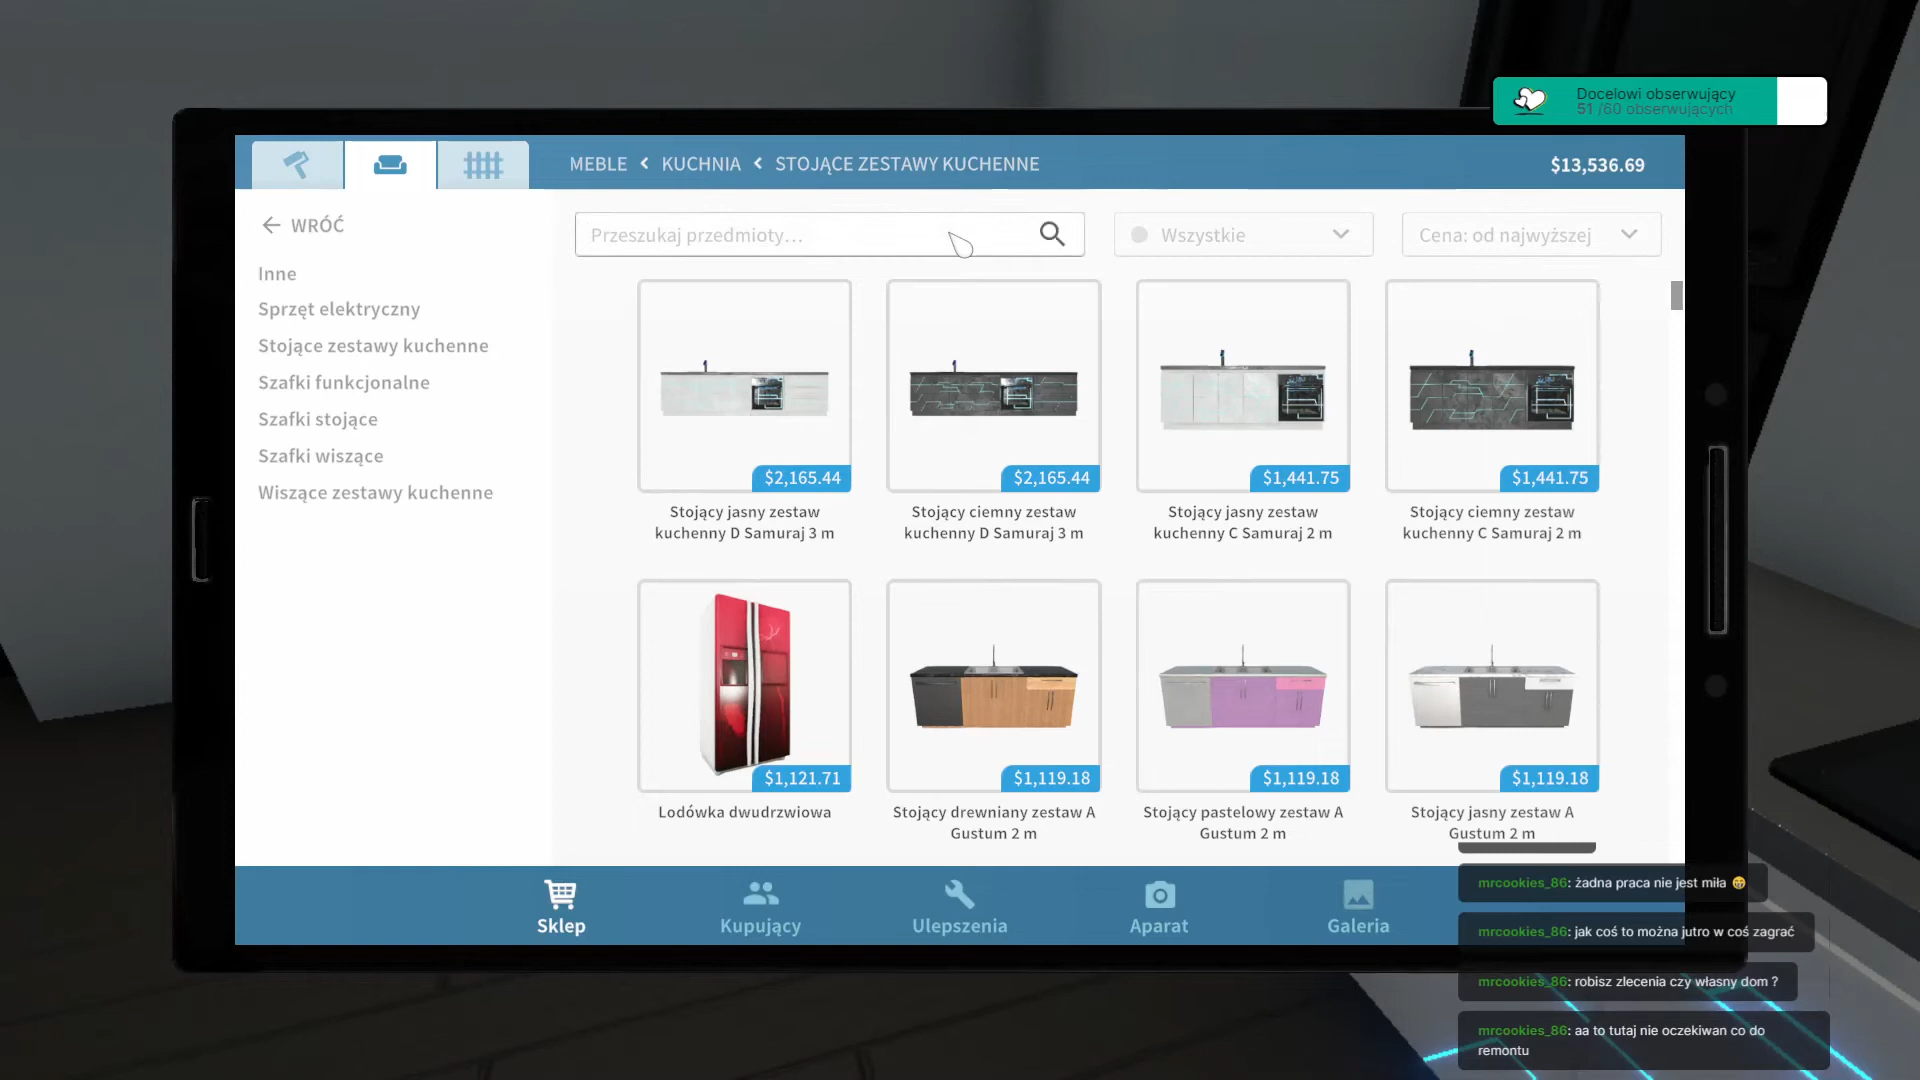 Docelowi obserwujący
51 /60 obserwujących
MEBLE < KUCHNIA < STOJĄCE ZESTAWY KUCHENNE
$13,536.69
← WRÓĆ
Przeszukaj przedmioty...
Wszystkie
Cena: od najwyższej
Inne
Sprzęt elektryczny
Stojące zestawy kuchenne
Szafki funkcjonalne
Szafki stojące
Szafki wiszące
Wiszące zestawy kuchenne
$2,165.44
$2,165.44
$1,441.75
$1,441.75
Stojący jasny zestaw
kuchenny D Samuraj 3 m
Stojący ciemny zestaw
kuchenny D Samuraj 3 m
Stojący jasny zestaw
kuchenny C Samuraj 2 m
Stojący ciemny zestaw
kuchenny C Samuraj 2 m
$1,121.71
$1,119.18
$1,119.18
$1,119.18
Lodówka dwudrzwiowa
Stojący drewniany zestaw A
Gustum 2 m
Stojący pastelowy zestaw A
Gustum 2 m
Stojący jasny zestaw A
Gustum 2 m
Sklep
Kupujący
Ulepszenia
Aparat
Galeria
mrcookies_86: żadna praca nie jest miła 😁
mrcookies_86: jak coś to można jutro w coś zagrać
mrcookies_86: robisz zlecenia czy własny dom ?
mrcookies_86: aa to tutaj nie oczekiwan co do
remontu